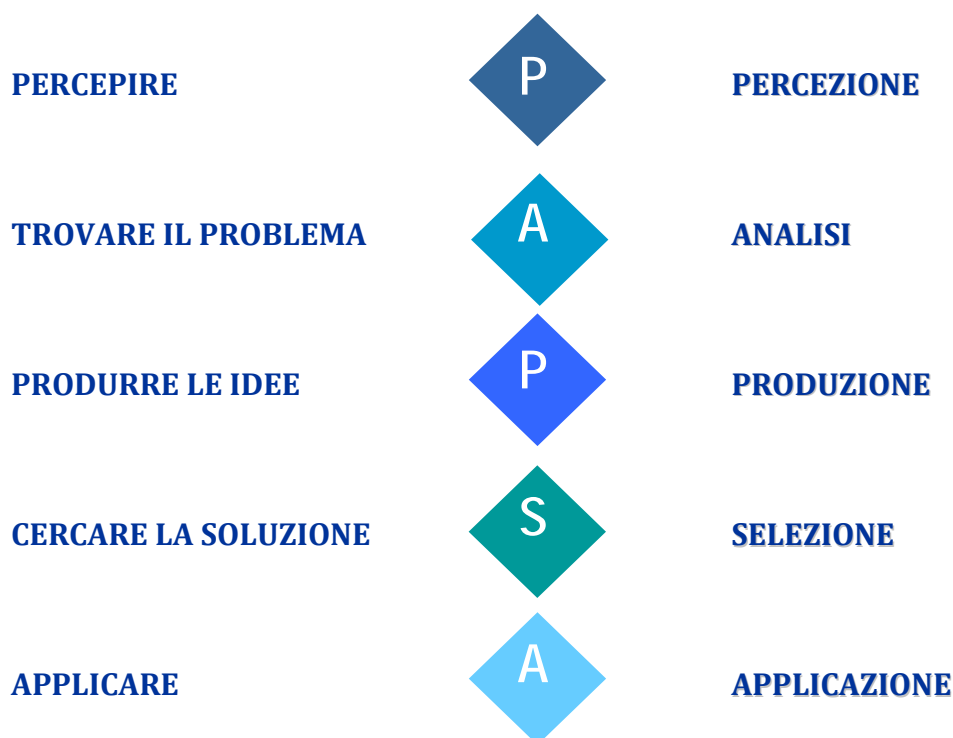 PERCEPIRE P PERCEZIONE
TROVARE IL PROBLEMA A ANALISI
PRODURRE LE IDEE P PRODUZIONE
CERCARE LA SOLUZIONE S SELEZIONE
APPLICARE A APPLICAZIONE